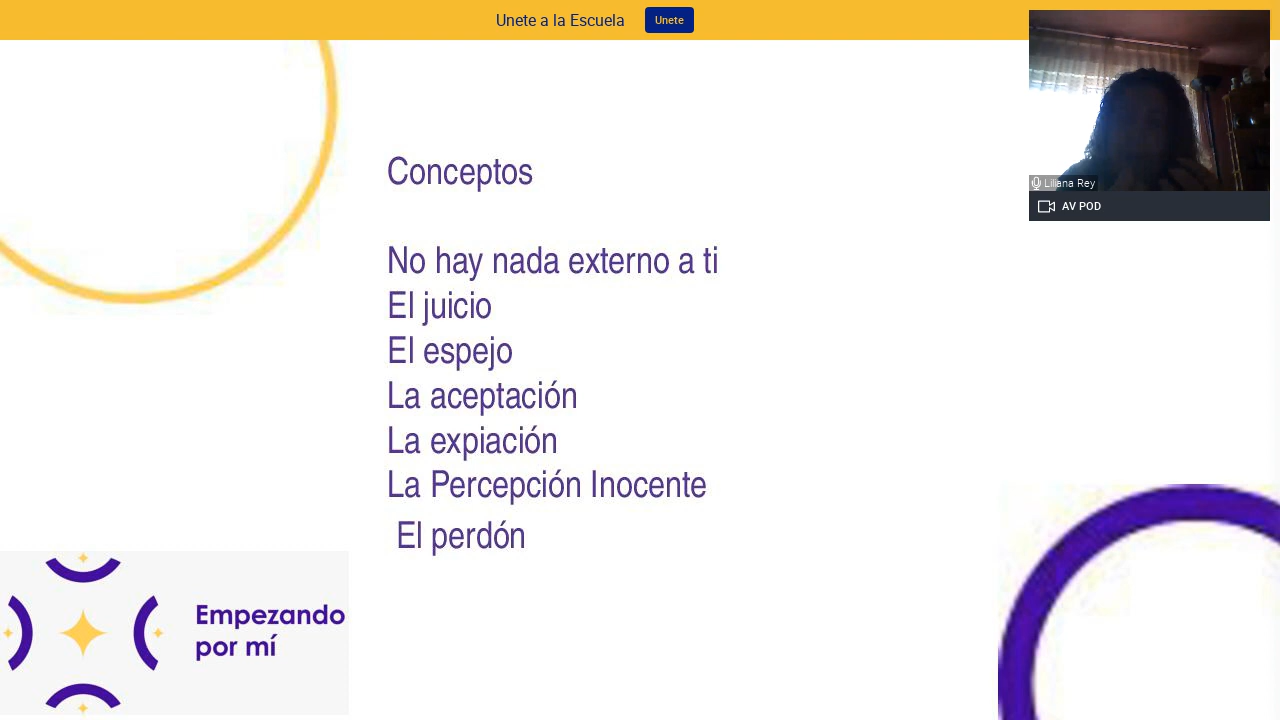 Unete a la Escuela
Unete
Liliana Rey
AV POD
Conceptos
No hay nada externo a ti
El juicio
El espejo
La aceptación
La expiación
La Percepción Inocente
El perdón
Empezando
por mí